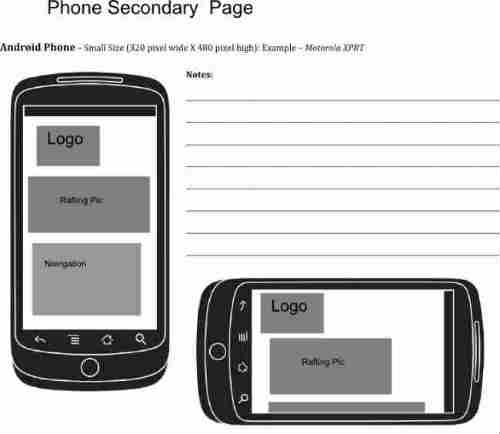 Phone Secondary Page
Android Phone – Small Size (320 pixel wide X 480 pixel high): Example – Motorola XPRT
Notes:
Logo
Rafting Pic
Navigation
Logo
Rafting Pic